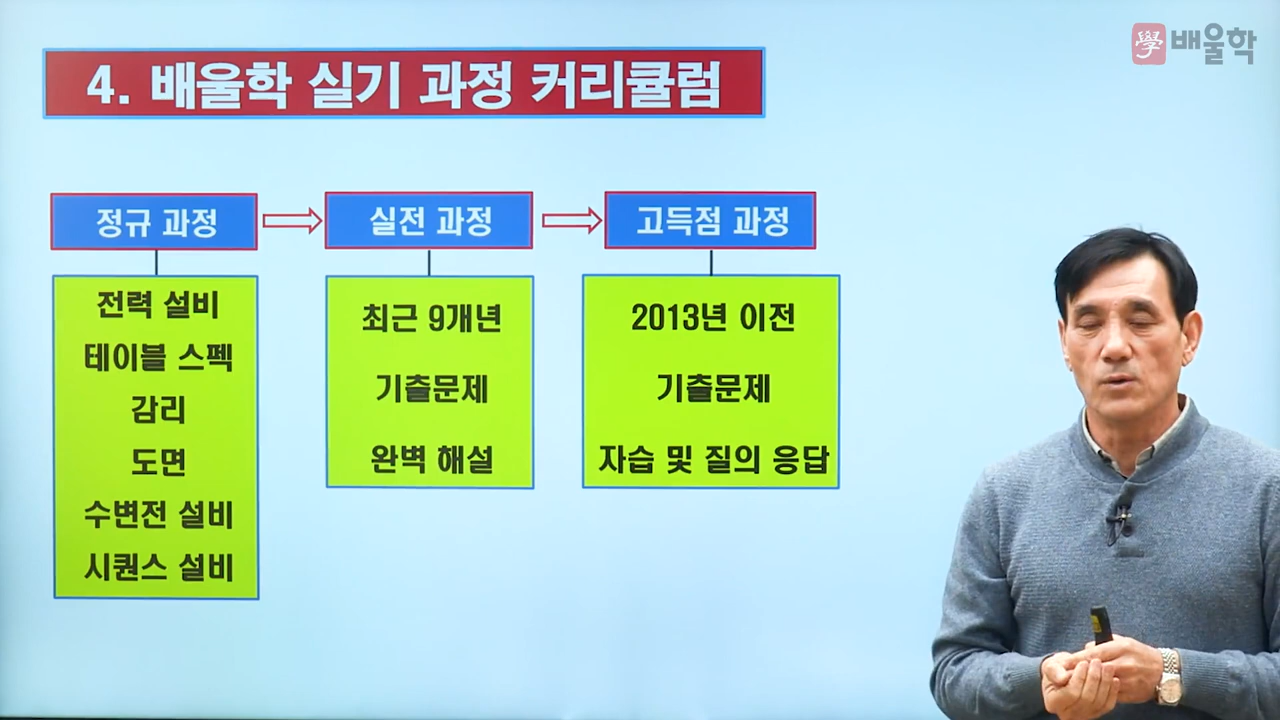 學 배울학
4. 배울학 실기 과정 커리큘럼
정규 과정
실전 과정
고득점 과정
전력 설비
테이블 스펙
감리
도면
수변전 설비
시퀀스 설비
최근 9개년
기출문제
완벽 해설
2013년 이전
기출문제
자습 및 질의 응답